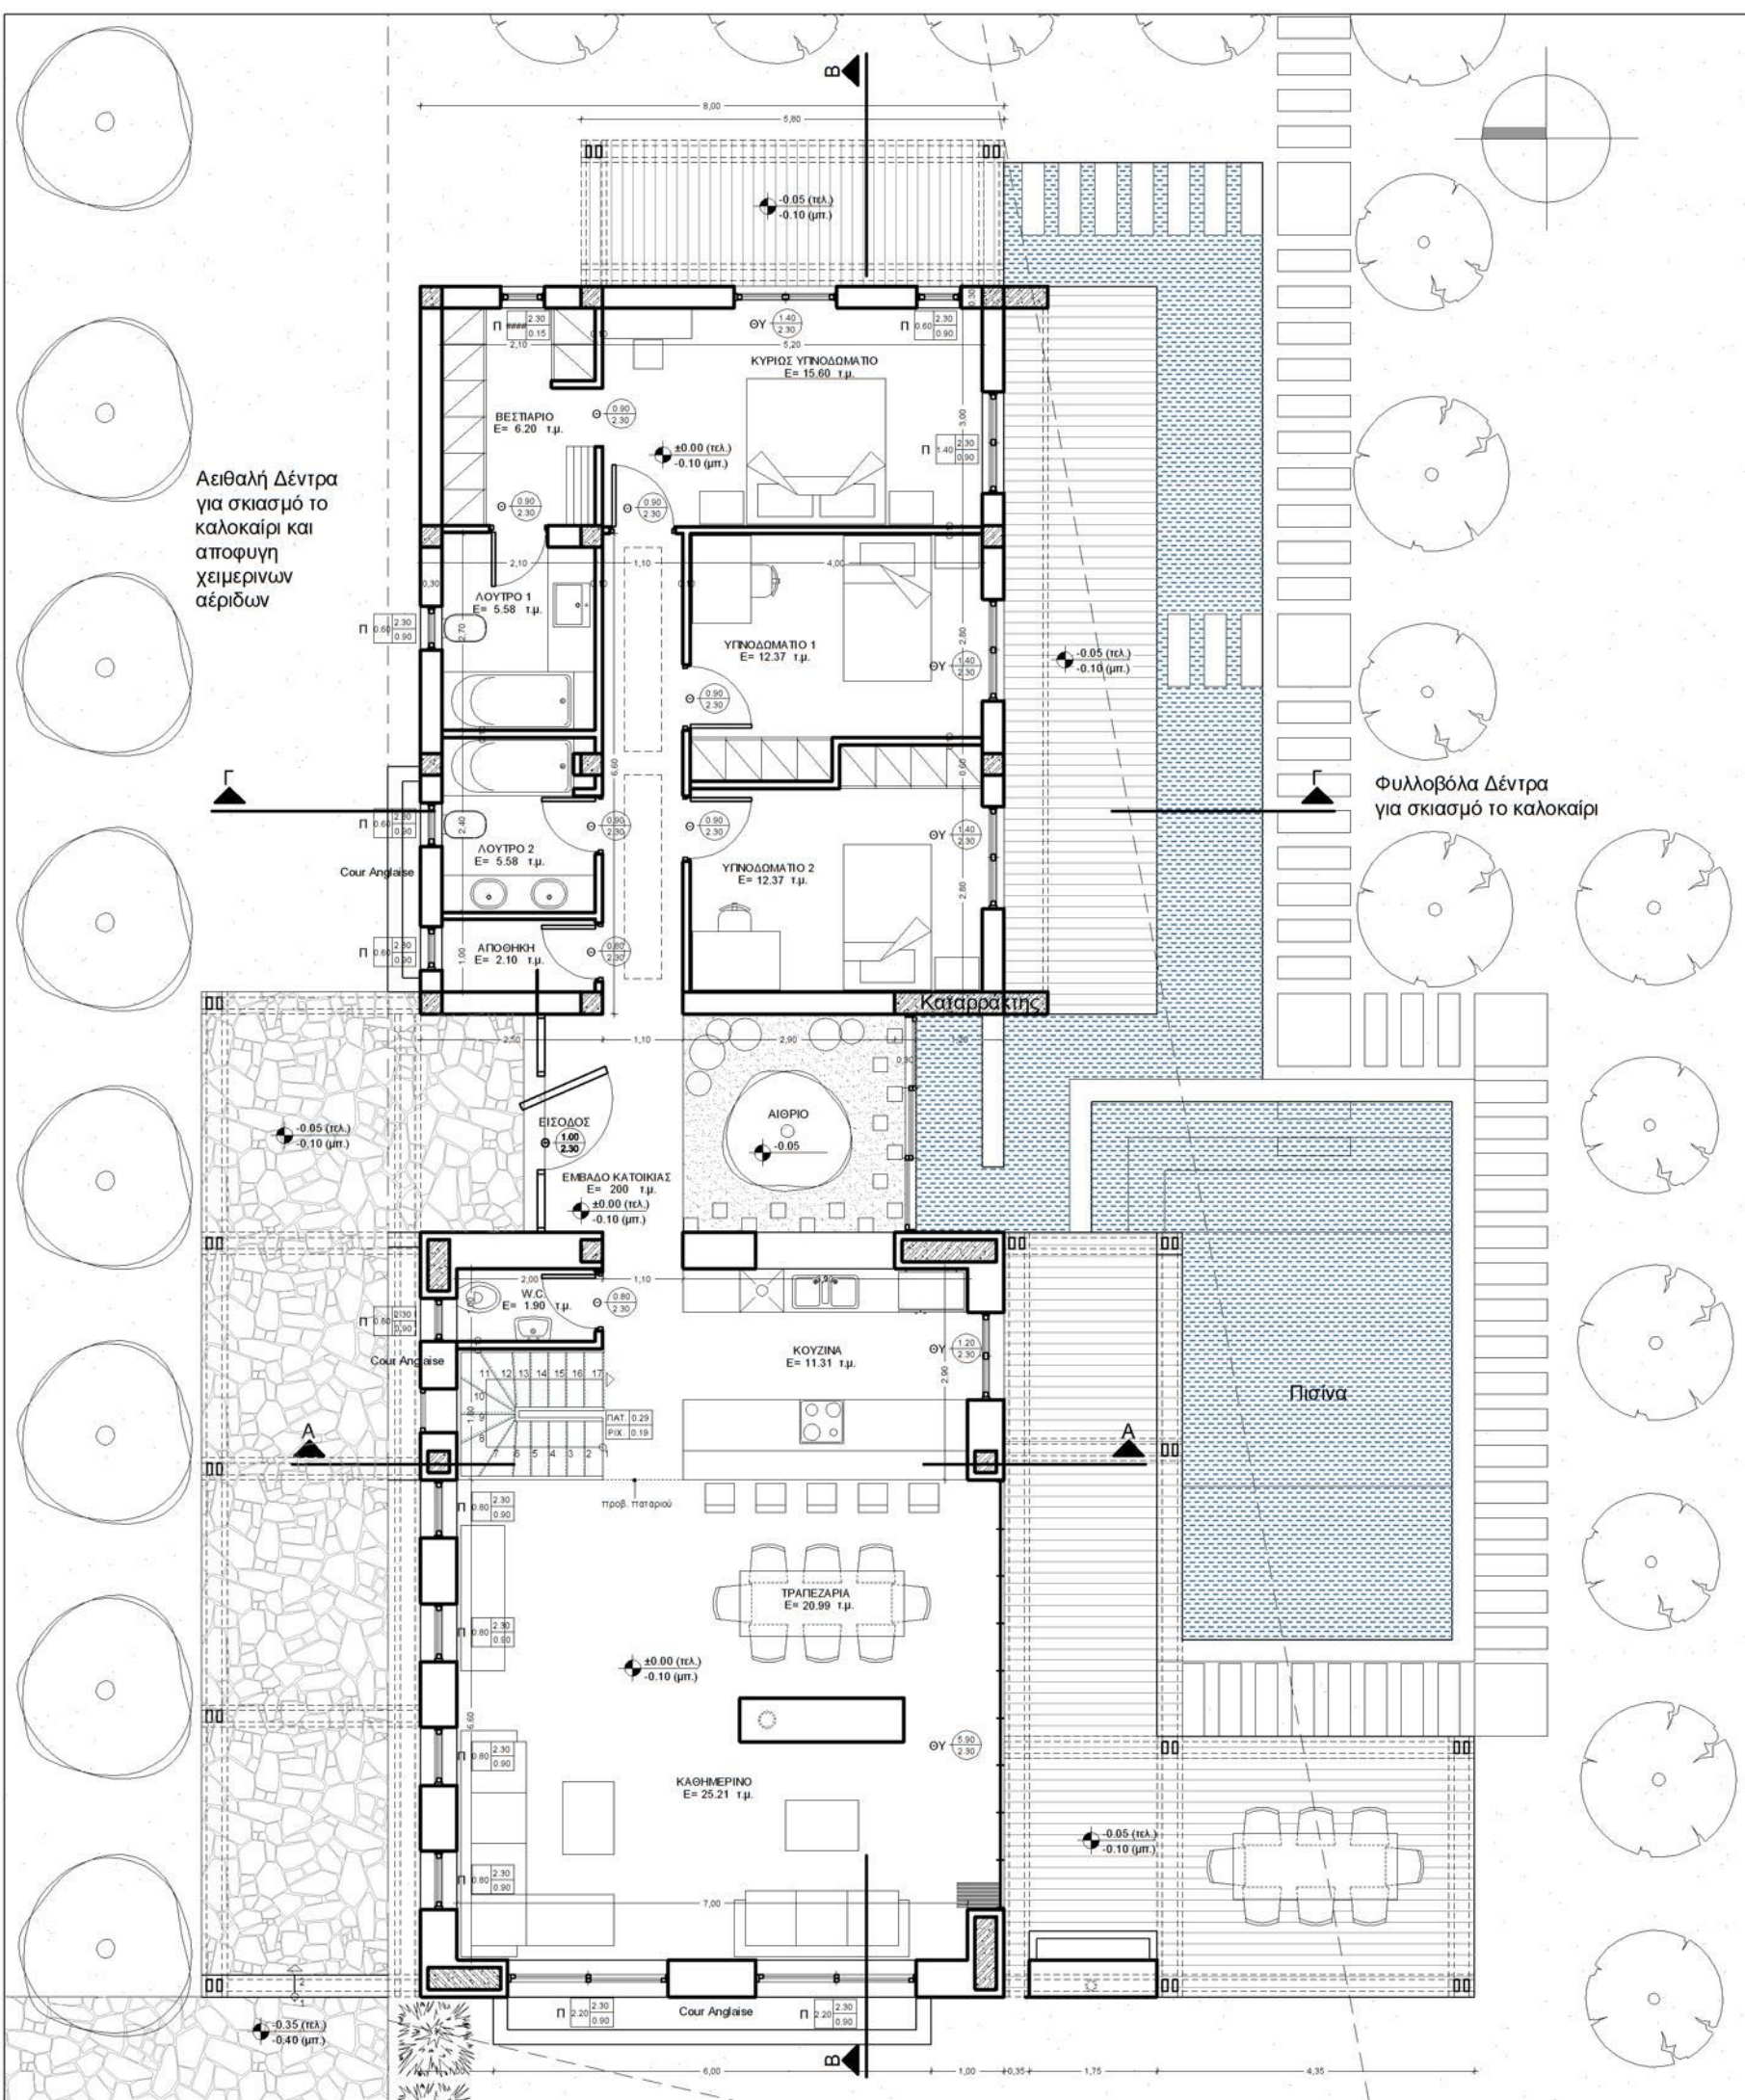 B
8,00
5,80
-0.05 (τελ.)
-0.10 (μπ.)
0.30
Π #### 2.30
0.15
ΘΥ 1.40
2.30
Π 0.60 2.30
0.90
2,10
5,20
ΚΥΡΙΩΣ ΥΠΝΟΔΩΜΑΤΙΟ
E= 15.60 τ.μ.
ΒΕΣΤΙΑΡΙΟ
E= 6.20 τ.μ.
Θ 0.90
2.30
3,00
Π 1.40 2.30
0.90
±0.00 (τελ.)
-0.10 (μπ.)
Αειθαλή Δέντρα
για σκιασμό το
καλοκαίρι και
αποφυγη
χειμερινων
αέριδων
Θ 0.90
2.30
Θ 0.90
2.30
2,10
1,10
4,00
0,30
ΛΟΥΤΡΟ 1
E= 5.58 τ.μ.
Π 0.60 2.30
0.90
2,70
ΥΠΝΟΔΩΜΑΤΙΟ 1
E= 12.37 τ.μ.
2,80
ΘΥ 1.40
2.30
-0.05 (τελ.)
-0.10 (μπ.)
Θ 0.90
2.30
6,60
0,60
Γ
Γ
Φυλλοβόλα Δέντρα
για σκιασμό το καλοκαίρι
Π 0.60 2.30
0.90
2,40
Θ 0.90
2.30
Θ 0.90
2.30
ΘΥ 1.40
2.30
ΛΟΥΤΡΟ 2
E= 5.58 τ.μ.
Cour Anglaise
ΥΠΝΟΔΩΜΑΤΙΟ 2
E= 12.37 τ.μ.
2,80
ΑΠΟΘΗΚΗ
E= 2.10 τ.μ.
Π 0.60 2.30
0.90
1,00
Θ 0.80
2.30
Καταρράκτης
2,50
1,10
2,90
1,20
ΑΙΘΡΙΟ
-0.05
-0.05 (τελ.)
-0.10 (μπ.)
ΕΙΣΟΔΟΣ
Θ 1.00
2.30
ΕΜΒΑΔΟ ΚΑΤΟΙΚΙΑΣ
E= 200 τ.μ.
±0.00 (τελ.)
-0.10 (μπ.)
2,00
1,10
W.C.
E= 1.90 τ.μ.
Θ 0.80
2.30
Π 0.60 2.30
0.90
Cour Anglaise
ΚΟΥΖΙΝΑ
E= 11.31 τ.μ.
ΘΥ 1.20
2.30
2,90
11 12 13 14 15 16 17
10
9
8
7 6 5 4 3 2 1
1,80
ΠΑΤ. 0.29
ΡΙΧ. 0.19
Πισίνα
A
A
προβ. παταριού
Π 0.80 2.30
0.90
ΤΡΑΠΕΖΑΡΙΑ
E= 20.99 τ.μ.
Π 0.80 2.30
0.90
±0.00 (τελ.)
-0.10 (μπ.)
6,60
Π 0.80 2.30
0.90
ΘΥ 5.90
2.30
ΚΑΘΗΜΕΡΙΝΟ
E= 25.21 τ.μ.
-0.05 (τελ.)
-0.10 (μπ.)
Π 0.80 2.30
0.90
7,00
2
1
Π 2.20 2.30
0.90
Cour Anglaise
Π 2.20 2.30
0.90
-0.35 (τελ.)
-0.40 (μπ.)
B
1,00
6,00
1,00
0,35
1,75
4,35